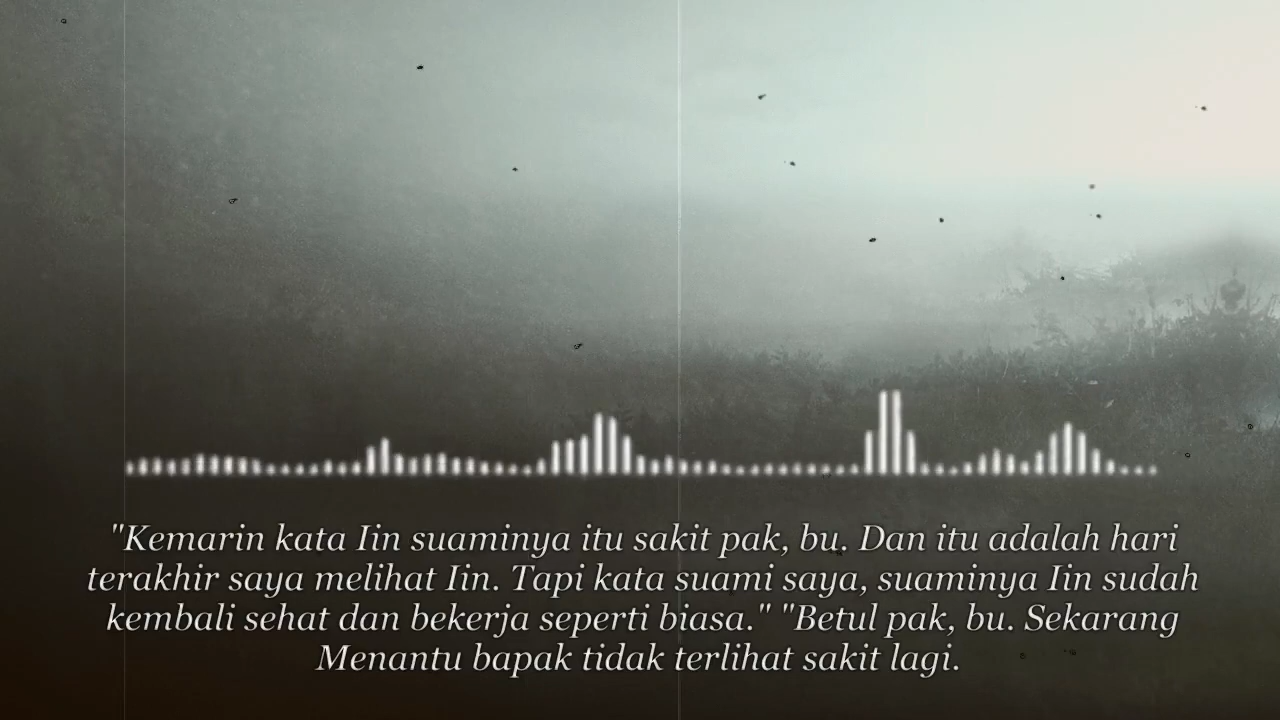 "Kemarin kata Iin suaminya itu sakit pak, bu. Dan itu adalah hari
terakhir saya melihat Iin. Tapi kata suami saya, suaminya Iin sudah
kembali sehat dan bekerja seperti biasa." "Betul pak, bu. Sekarang
Menantu bapak tidak terlihat sakit lagi.